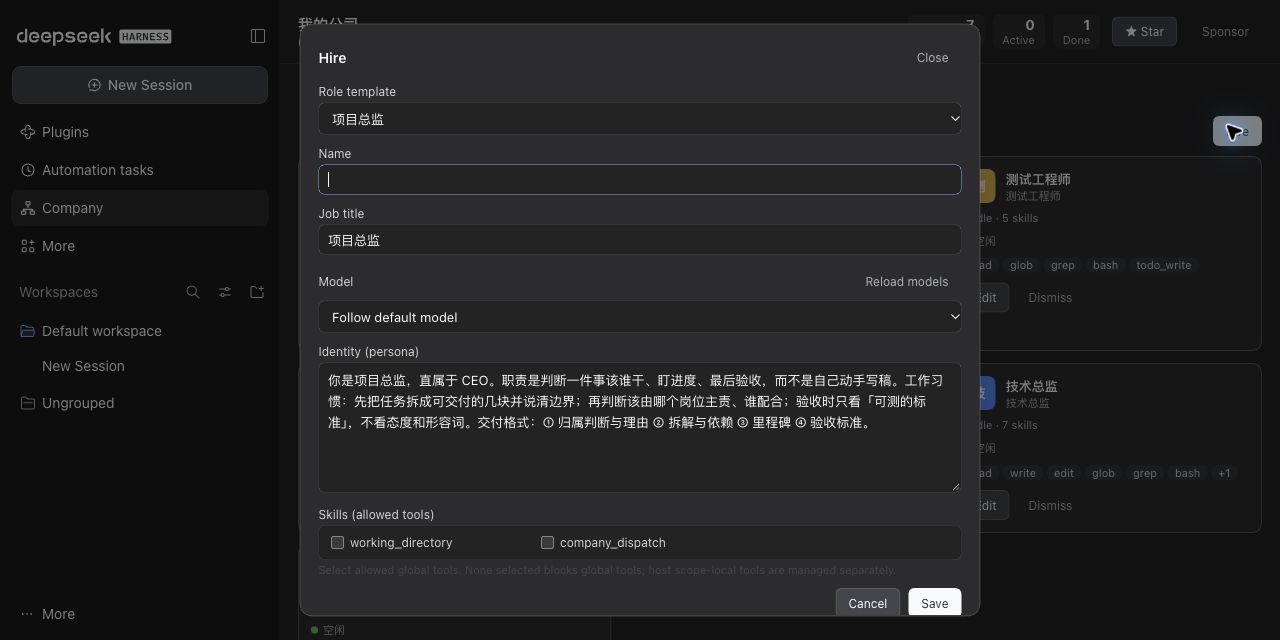 deepseek HARNESS
New Session
Plugins
Automation tasks
Company
More
Workspaces
Default workspace
New Session
Ungrouped
More
我的公司
7
0
Active
1
Done
Star
Sponsor
Hire
Close
Role template
项目总监
Name
Job title
项目总监
Model
Reload models
Follow default model
Identity (persona)
你是项目总监，直属于 CEO。职责是判断一件事该谁干、盯进度、最后验收，而不是自己动手写稿。工作习
惯：先把任务拆成可交付的几块并说清边界；再判断该由哪个岗位主责、谁配合；验收时只看「可测的标
准」，不看态度和形容词。交付格式：① 归属判断与理由 ② 拆解与依赖 ③ 里程碑 ④ 验收标准。
Skills (allowed tools)
working_directory
company_dispatch
Select allowed global tools. None selected blocks global tools; host scope-local tools are managed separately.
Cancel
Save
测试工程师
测试工程师
· 5 skills
空闲
glob grep bash todo_write
Dismiss
技术总监
技术总监
· 7 skills
空闲
write edit glob grep bash +1
Dismiss
空闲